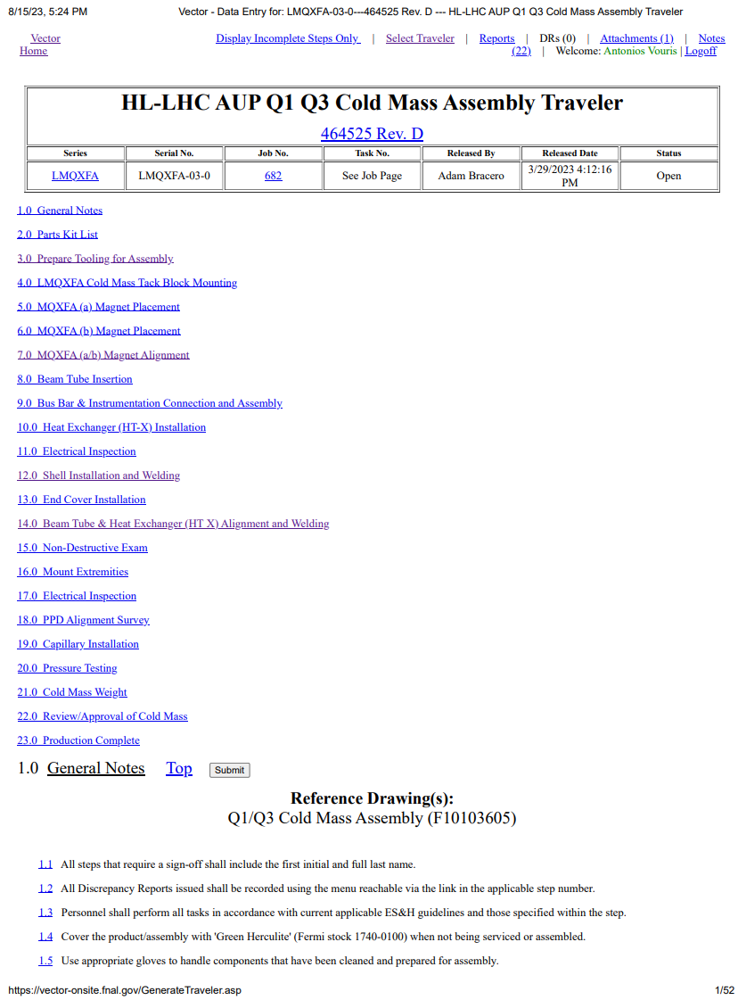 8/15/23, 5:24 PM Vector - Data Entry for: LMQXFA-03-0---464525 Rev. D --- HL-LHC AUP Q1 Q3 Cold Mass Assembly Traveler
Vector Home
Display Incomplete Steps Only | Select Traveler | Reports | DRs (0) | Attachments (1) | Notes
(22) | Welcome: Antonios Vouris | Logoff
HL-LHC AUP Q1 Q3 Cold Mass Assembly Traveler
464525 Rev. D
Series Serial No. Job No. Task No. Released By Released Date Status
LMQXFA LMQXFA-03-0 682 See Job Page Adam Bracero 3/29/2023 4:12:16 PM Open
1.0 General Notes
2.0 Parts Kit List
3.0 Prepare Tooling for Assembly
4.0 LMQXFA Cold Mass Tack Block Mounting
5.0 MQXFA (a) Magnet Placement
6.0 MQXFA (b) Magnet Placement
7.0 MQXFA (a/b) Magnet Alignment
8.0 Beam Tube Insertion
9.0 Bus Bar & Instrumentation Connection and Assembly
10.0 Heat Exchanger (HT-X) Installation
11.0 Electrical Inspection
12.0 Shell Installation and Welding
13.0 End Cover Installation
14.0 Beam Tube & Heat Exchanger (HT X) Alignment and Welding
15.0 Non-Destructive Exam
16.0 Mount Extremities
17.0 Electrical Inspection
18.0 PPD Alignment Survey
19.0 Capillary Installation
20.0 Pressure Testing
21.0 Cold Mass Weight
22.0 Review/Approval of Cold Mass
23.0 Production Complete
1.0 General Notes Top Submit
Reference Drawing(s):
Q1/Q3 Cold Mass Assembly (F10103605)
1.1 All steps that require a sign-off shall include the first initial and full last name.
1.2 All Discrepancy Reports issued shall be recorded using the menu reachable via the link in the applicable step number.
1.3 Personnel shall perform all tasks in accordance with current applicable ES&H guidelines and those specified within the step.
1.4 Cover the product/assembly with 'Green Herculite' (Fermi stock 1740-0100) when not being serviced or assembled.
1.5 Use appropriate gloves to handle components that have been cleaned and prepared for assembly.
https://vector-onsite.fnal.gov/GenerateTraveler.asp 1/52